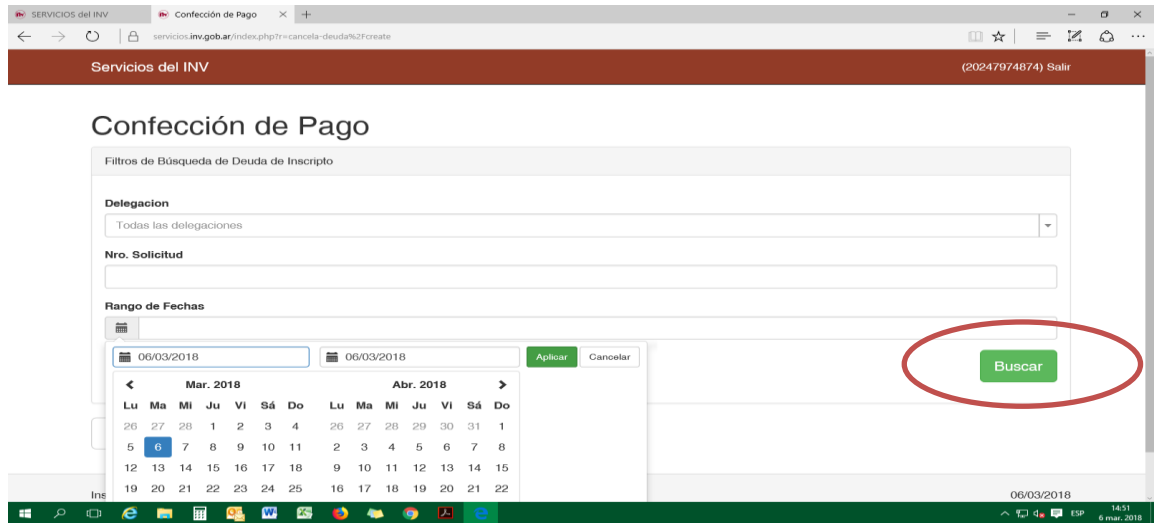 SERVICIOS del INV Confección de Pago
servicios.inv.gob.ar/index.php?r=cancela-deuda%2Fcreate
Servicios del INV (20247974874) Salir
Confección de Pago
Filtros de Búsqueda de Deuda de Inscripto
Delegacion
Todas las delegaciones
Nro. Solicitud
Rango de Fechas
06/03/2018 06/03/2018 Aplicar Cancelar
Buscar
Mar. 2018 Abr. 2018
Lu Ma Mi Ju Vi Sá Do Lu Ma Mi Ju Vi Sá Do
26 27 28 1 2 3 4 26 27 28 29 30 31 1
5 6 7 8 9 10 11 2 3 4 5 6 7 8
12 13 14 15 16 17 18 9 10 11 12 13 14 15
19 20 21 22 23 24 25 16 17 18 19 20 21 22
Ins 06/03/2018
ESP 14:51
6 mar. 2018